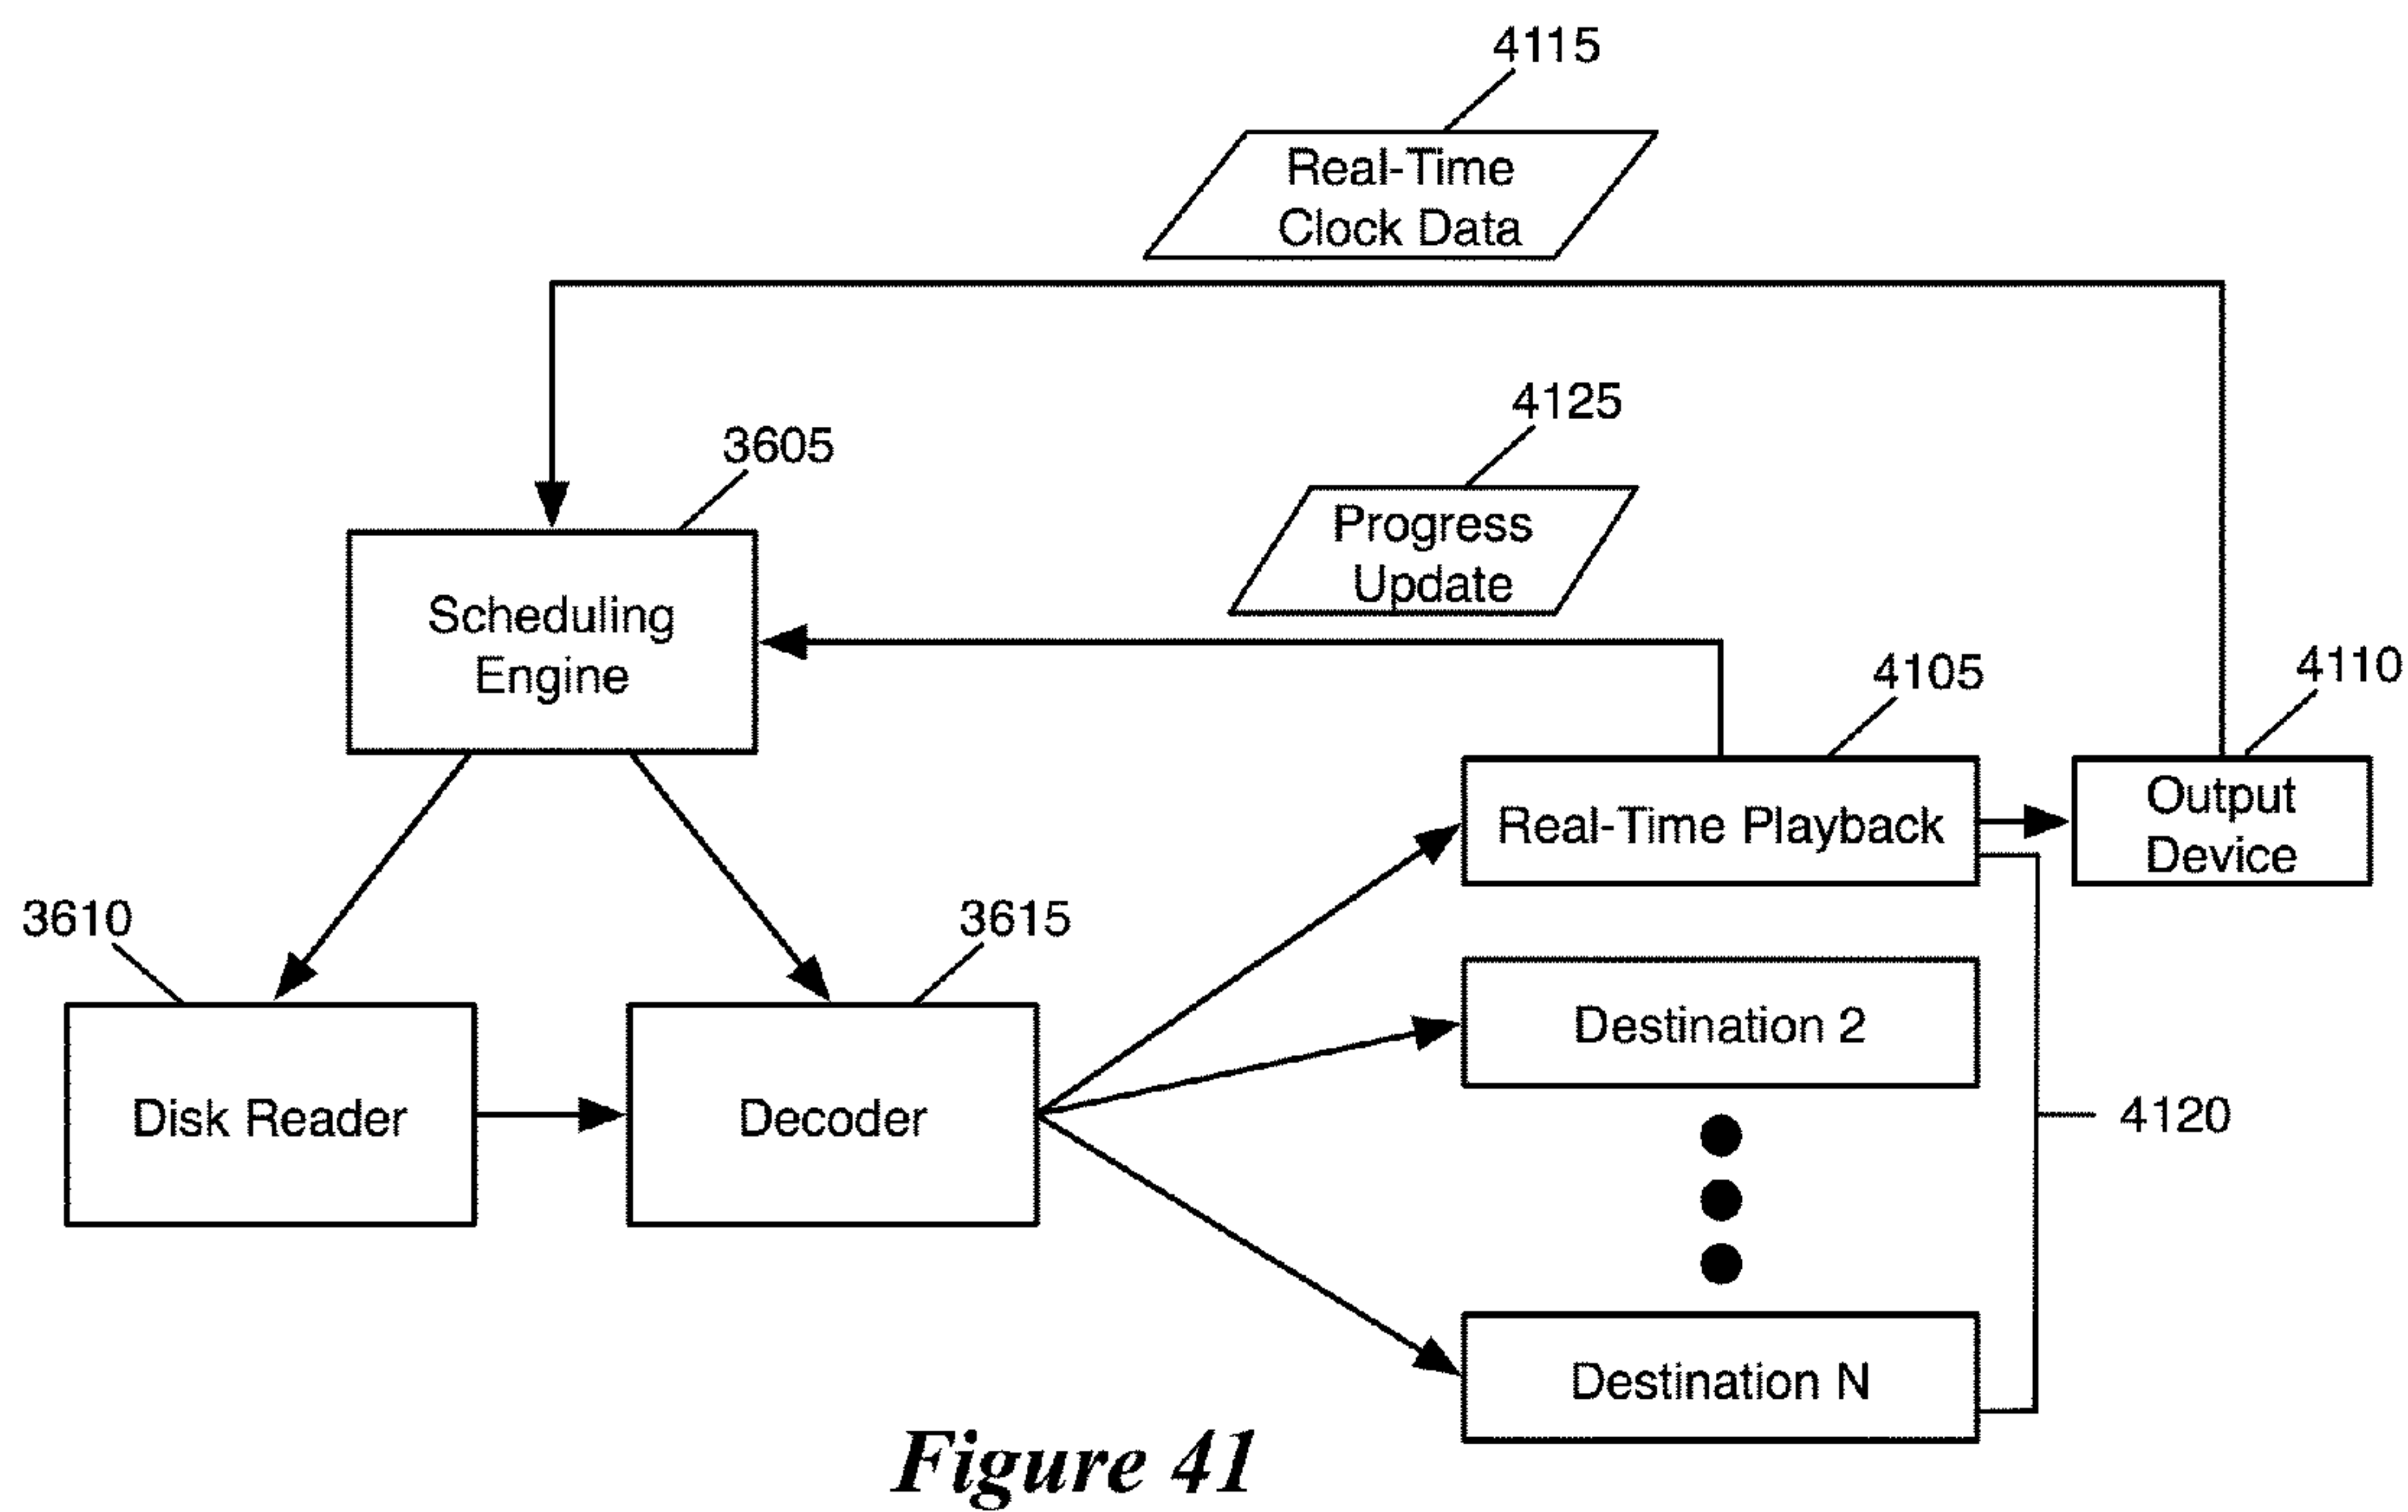 4115
Real-Time
Clock Data
4125
3605
Progress
Update
Scheduling
Engine
4105
4110
Real-Time Playback
Output
Device
3610
3615
Destination 2
Disk Reader
Decoder
4120
Destination N
Figure 41